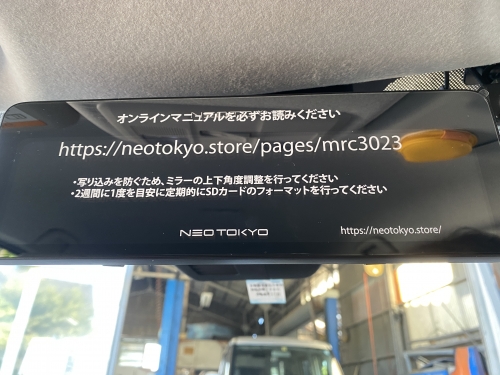 オンラインマニュアルを必ずお読みください
https://neotokyo.store/pages/mrc3023
・写り込みを防ぐため、ミラーの上下角度調整を行ってください
・2週間に1度を目安に定期的にSDカードのフォーマットを行ってください
NEOTOKYO
https://neotokyo.store/